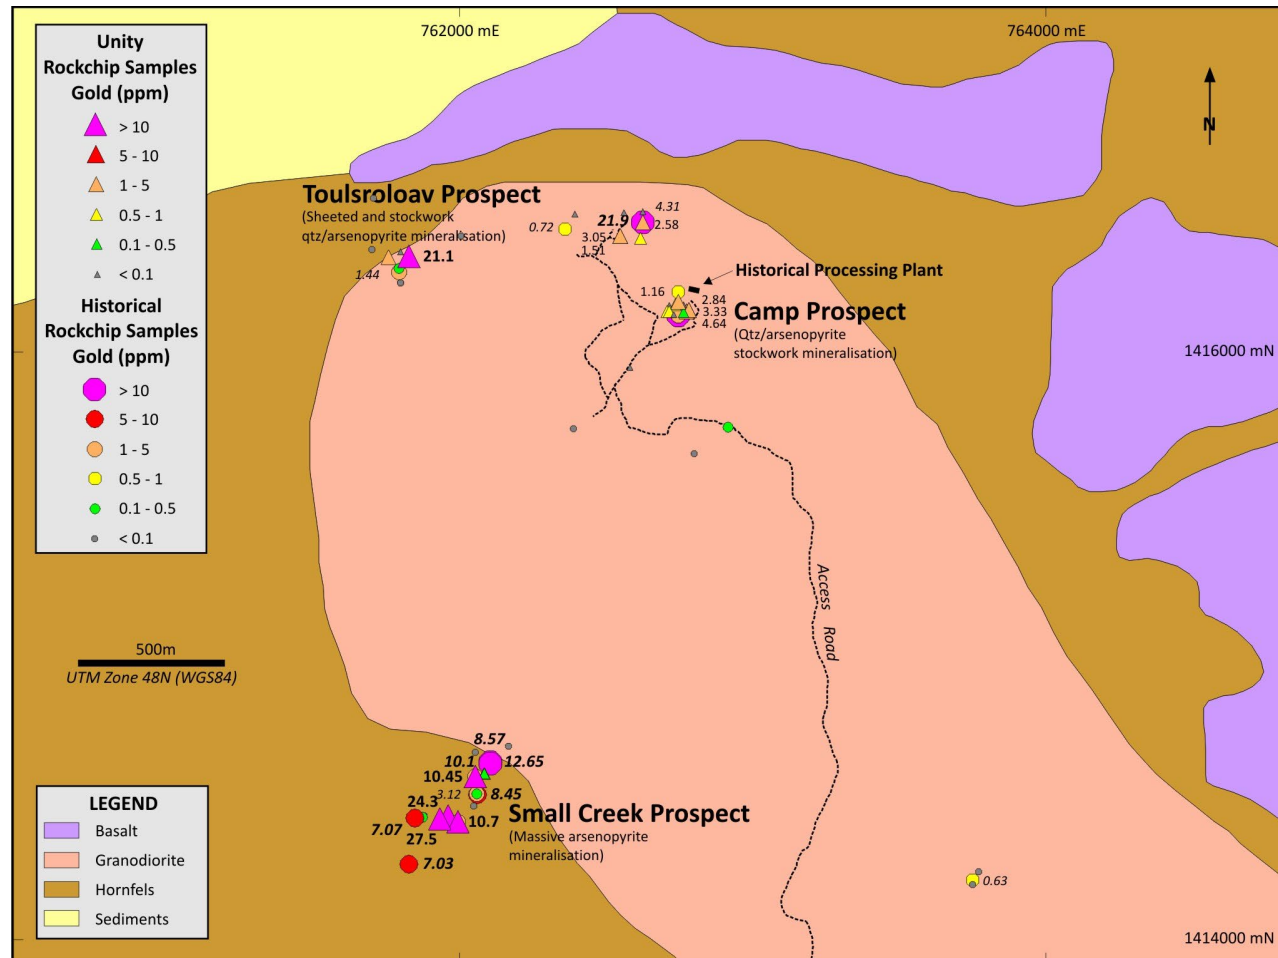 762000 mE
764000 mE
Unity
Rockchip Samples
Gold (ppm)
> 10
5 - 10
1 - 5
0.5 - 1
0.1 - 0.5
< 0.1
Historical
Rockchip Samples
Gold (ppm)
> 10
5 - 10
1 - 5
0.5 - 1
0.1 - 0.5
< 0.1
N
Toulsroloav Prospect
(Sheeted and stockwork
qtz/arsenopyrite mineralisation)
1.44
21.1
0.72
21.9
4.31
2.58
3.05
1.51
Historical Processing Plant
1.16
2.84
3.33
4.64
Camp Prospect
(Qtz/arsenopyrite
stockwork mineralisation)
1416000 mN
Access Road
500m
UTM Zone 48N (WGS84)
8.57
10.1
12.65
10.45
3.12
8.45
24.3
7.07
27.5
10.7
7.03
Small Creek Prospect
(Massive arsenopyrite
mineralisation)
0.63
1414000 mN
LEGEND
Basalt
Granodiorite
Hornfels
Sediments